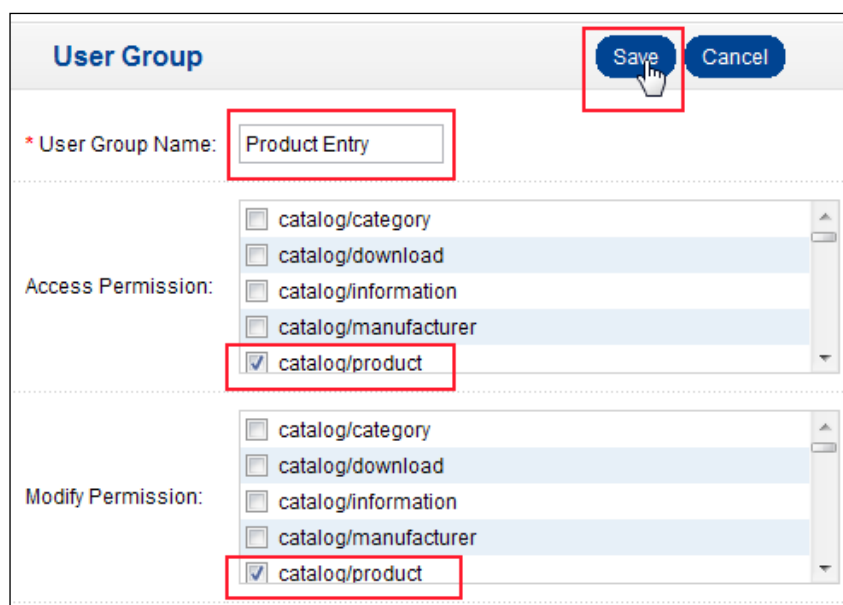 User Group Save Cancel
* User Group Name: Product Entry
Access Permission:
catalog/category
catalog/download
catalog/information
catalog/manufacturer
catalog/product
Modify Permission:
catalog/category
catalog/download
catalog/information
catalog/manufacturer
catalog/product